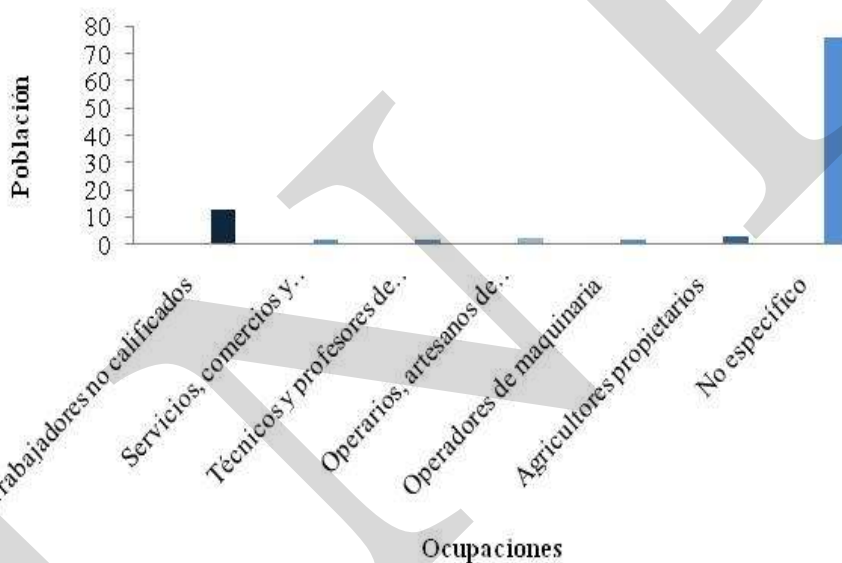 Población
80
70
60
50
40
30
20
10
0
Trabajadores no calificados
Servicios, comercios y..
Técnicos y profesores de..
Operarios, artesanos de..
Operadores de maquinaria
Agricultores propietarios
No específico
Ocupaciones